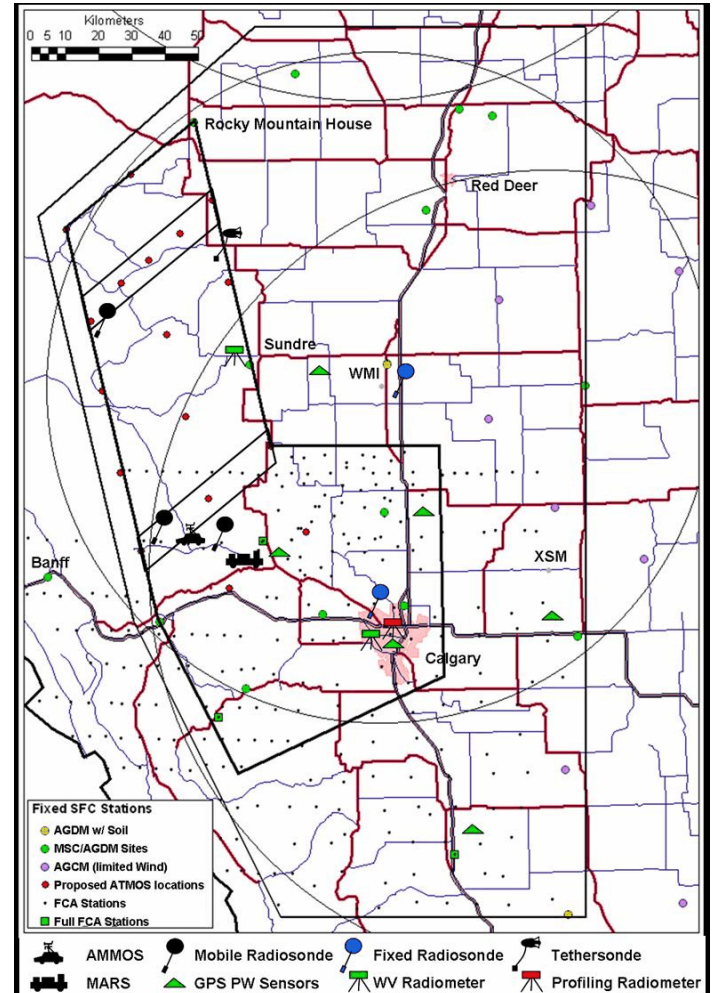 Kilometers
0 5 10 20 30 40 50
Rocky Mountain House
Red Deer
Sundre
WMI
Banff
XSM
Calgary
Fixed SFC Stations
AGDM w/ Soil
MSC/AGDM Sites
AGCM (limited Wind)
Proposed ATMOS locations
FCA Stations
Full FCA Stations
AMMOS Mobile Radiosonde Fixed Radiosonde Tethersonde
MARS GPS PW Sensors WV Radiometer Profiling Radiometer